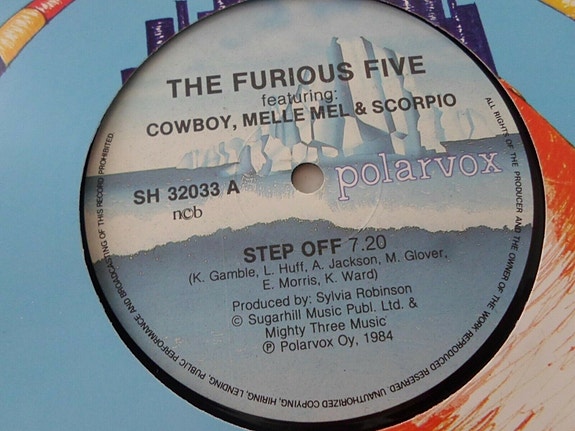 THE FURIOUS FIVE
featuring:
COWBOY, MELLE MEL & SCORPIO
polarvox
SH 32033 A
ncb
STEP OFF 7.20
(K. Gamble, L. Huff, A. Jackson, M. Glover,
E. Morris, K. Ward)
Produced by: Sylvia Robinson
© Sugarhill Music Publ. Ltd. &
Mighty Three Music
℗ Polarvox Oy, 1984
ALL RIGHTS OF THE PRODUCER AND THE OWNER OF THE WORK REPRODUCED RESERVED. UNAUTHORIZED COPYING, HIRING, LENDING, PUBLIC PERFORMANCE AND BROADCASTING OF THIS RECORD PROHIBITED